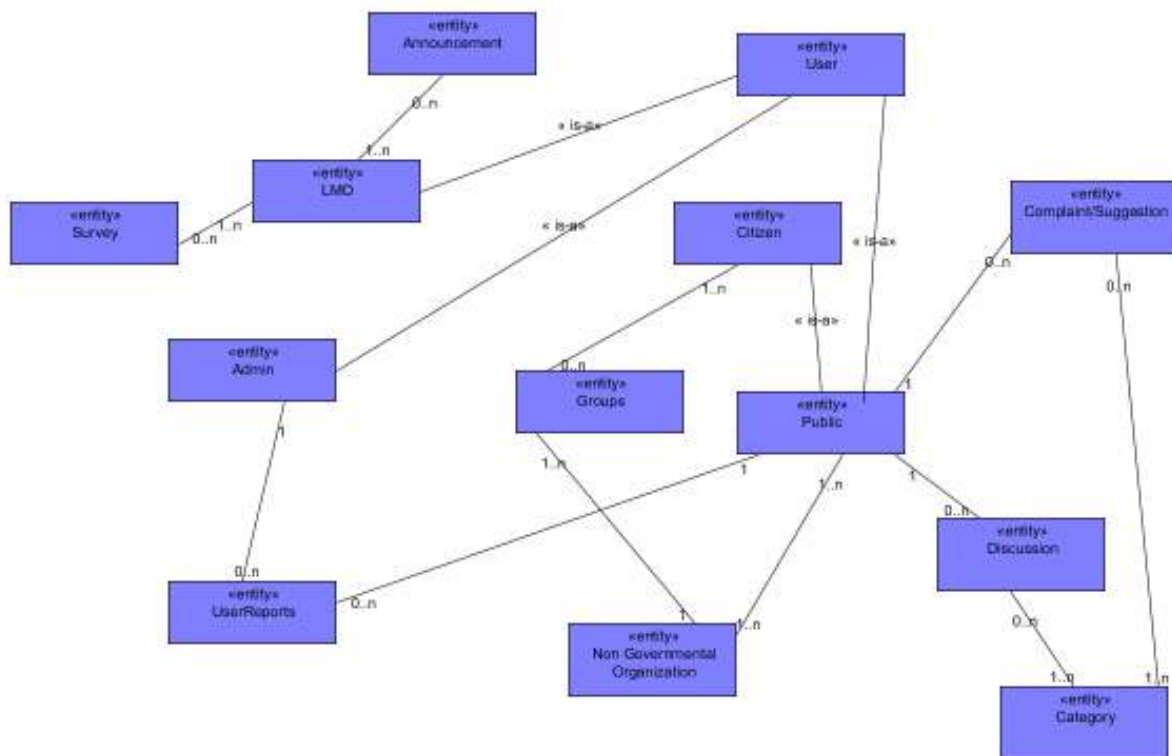 «entity»
Announcement
«entity»
User
0..n
« is-a»
1..n
«entity»
LMO
«entity»
Survey
1..n
0..n
«entity»
Citizen
«entity»
Complaint/Suggestion
« is-a»
« is-a»
0..n
1..n
0..n
« is-a»
«entity»
Admin
0..n
«entity»
Groups
1
«entity»
Public
1
1..n
1
1..n
1
0..n
«entity»
Discussion
0..n
«entity»
UserReports
0..n
1
1..n
0..n
«entity»
Non Governmental
Organization
1..n
1..n
«entity»
Category